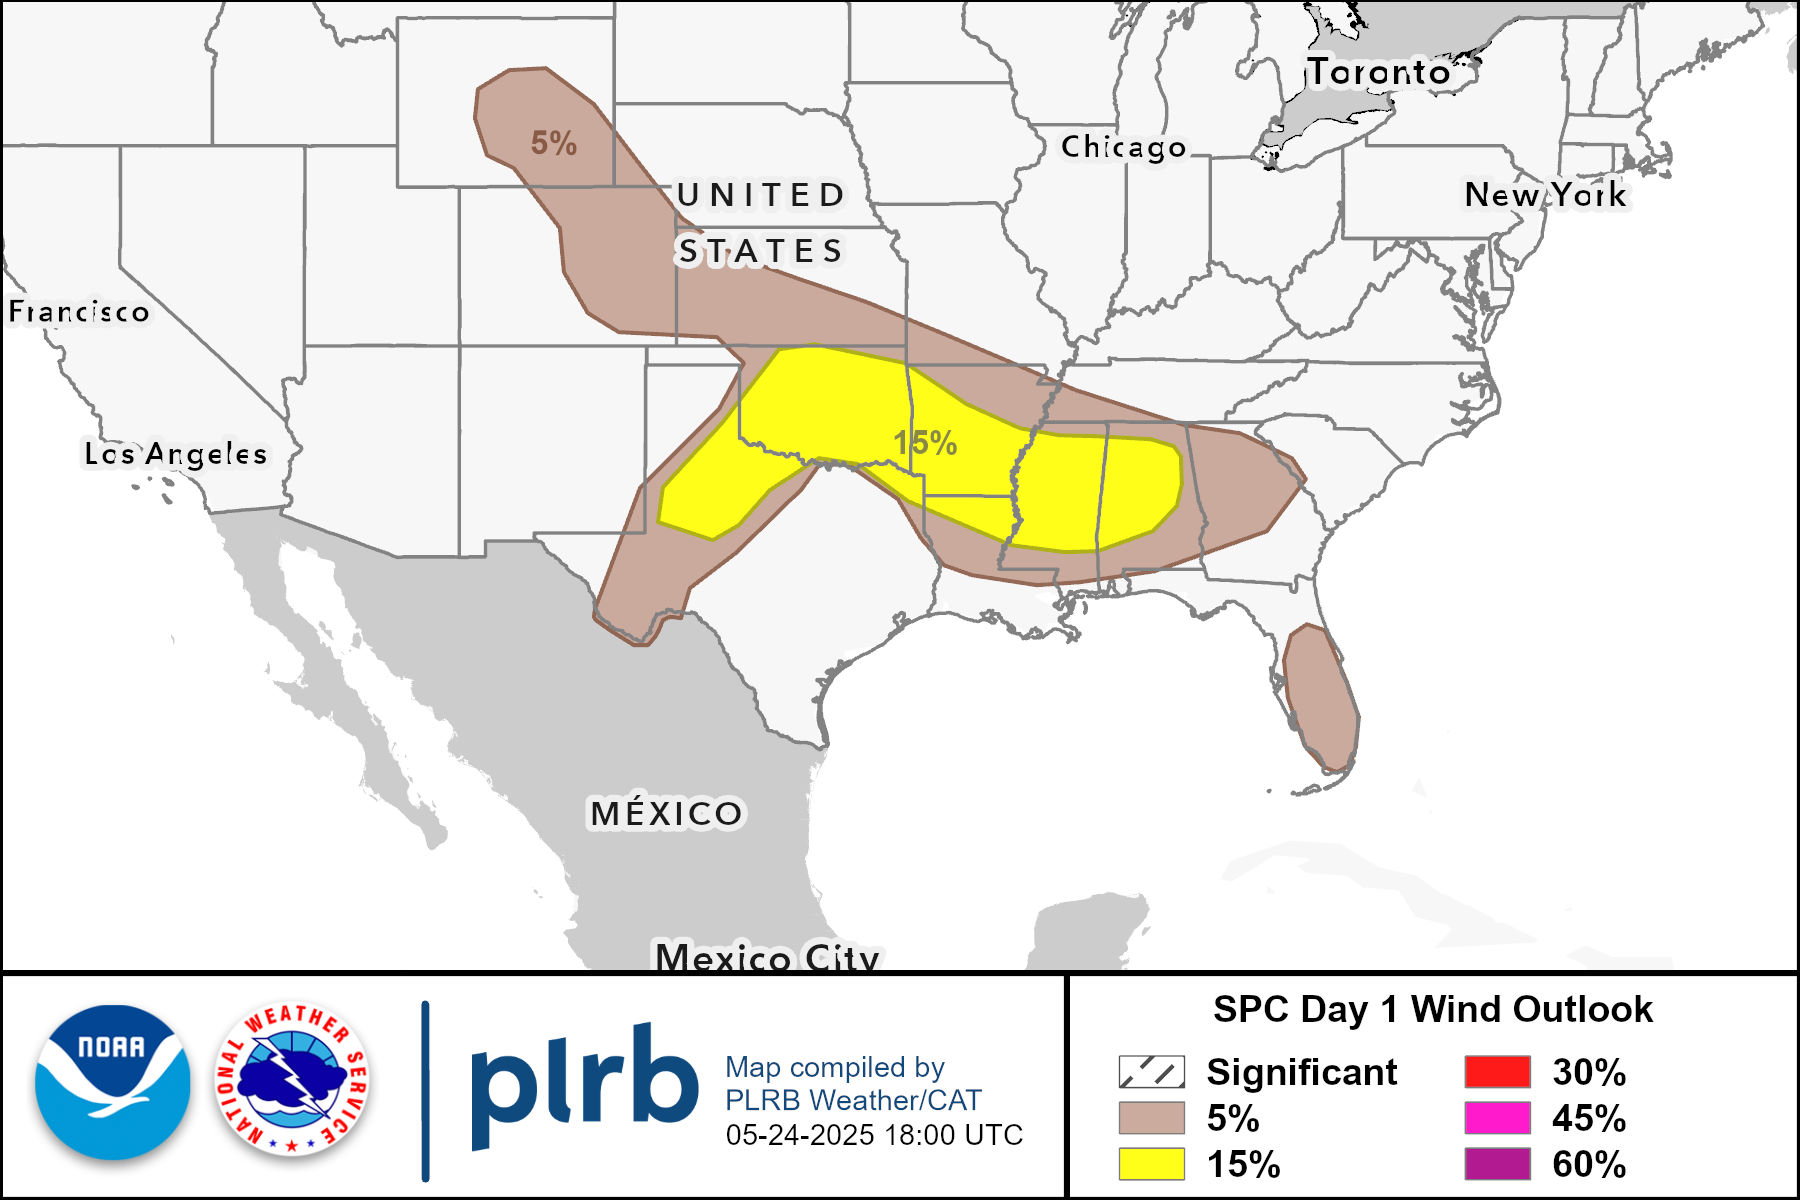 Toronto
Chicago
5%
UNITED
New York
STATES
Francisco
15%
Los Angeles
MÉXICO
Mexico City
NOAA
NATIONAL WEATHER SERVICE
plrb
Map compiled by
PLRB Weather/CAT
05-24-2025 18:00 UTC
SPC Day 1 Wind Outlook
Significant
5%
15%
30%
45%
60%